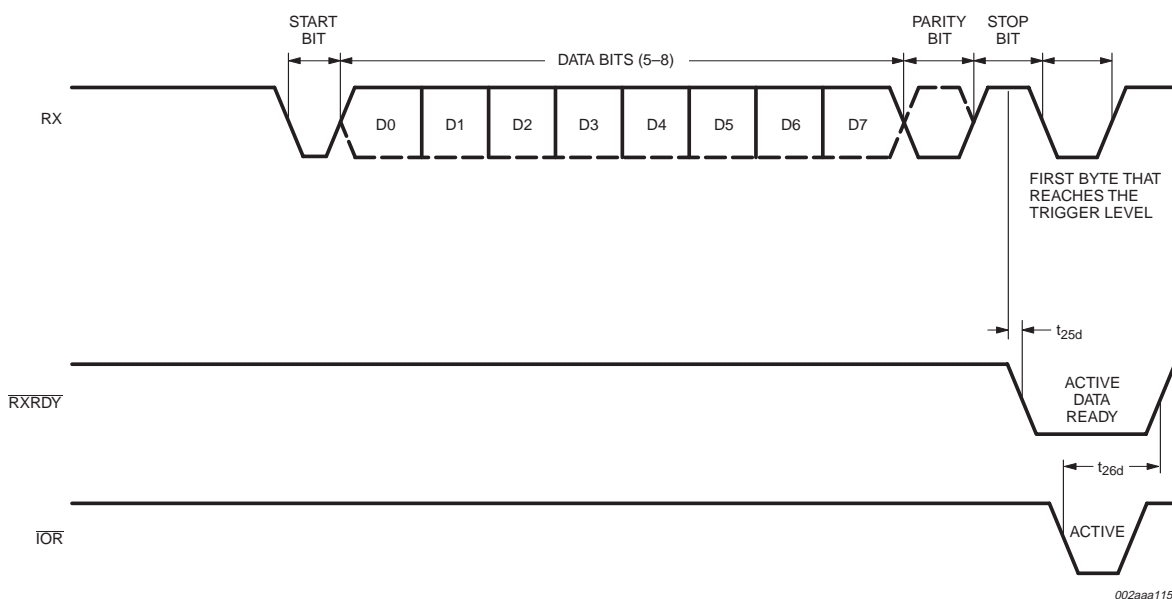 START
BIT
DATA BITS (5–8)
PARITY
BIT
STOP
BIT
RX
D0
D1
D2
D3
D4
D5
D6
D7
FIRST BYTE THAT
REACHES THE
TRIGGER LEVEL
t25d
RXRDY
ACTIVE
DATA
READY
t26d
IOR
ACTIVE
002aaa115